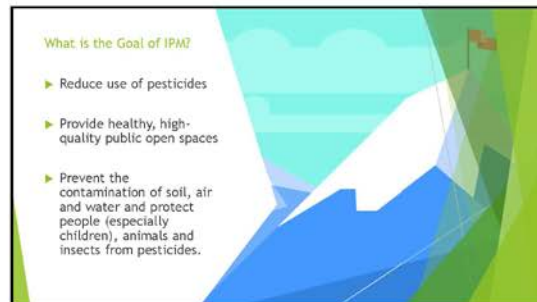 What is the Goal of IPM?
Reduce use of pesticides
Provide healthy, high-
quality public open spaces
Prevent the
contamination of soil, air
and water and protect
people (especially
children), animals and
insects from pesticides.